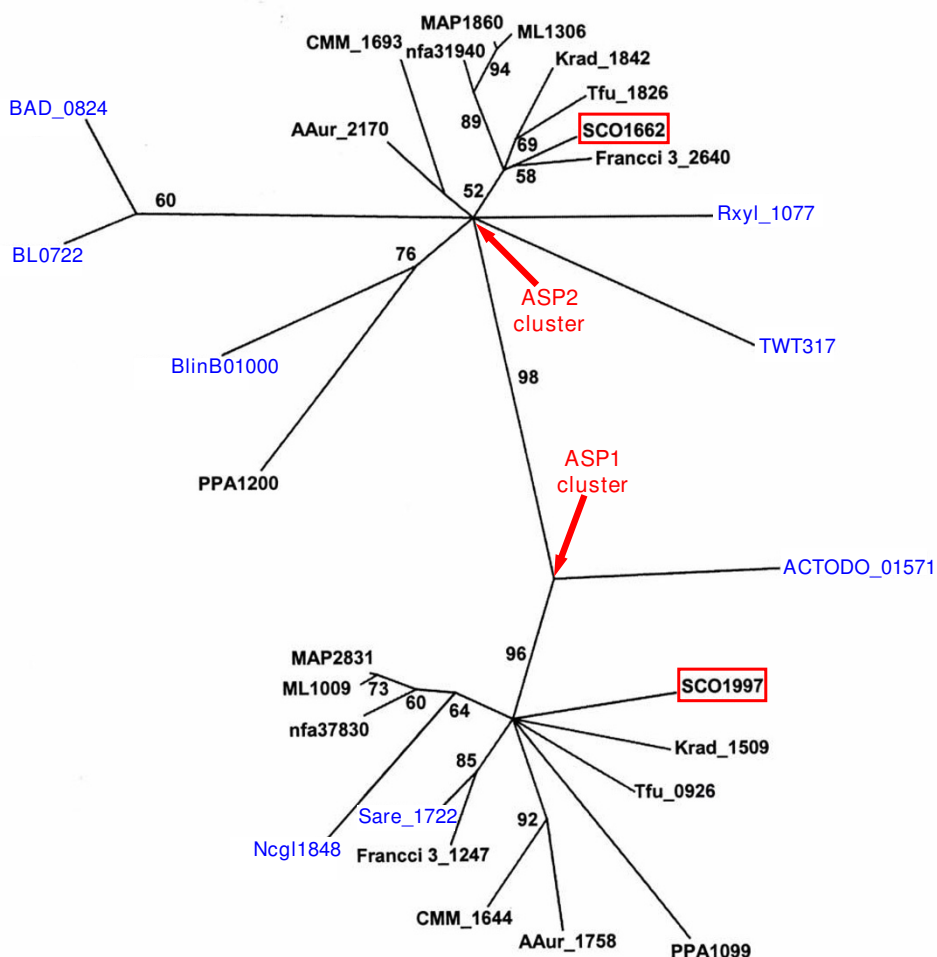 MAP1860
ML1306
CMM_1693
nfa31940
Krad_1842
94
Tfu_1826
BAD_0824
89
SCO1662
AAur_2170
69
Francci 3_2640
58
52
60
Rxyl_1077
BL0722
76
ASP2
cluster
TWT317
BlinB01000
98
ASP1
cluster
PPA1200
ACTODO_01571
96
MAP2831
SCO1997
ML1009
73
60
64
nfa37830
Krad_1509
85
Tfu_0926
Sare_1722
92
Ncgl1848
Francci 3_1247
CMM_1644
AAur_1758
PPA1099